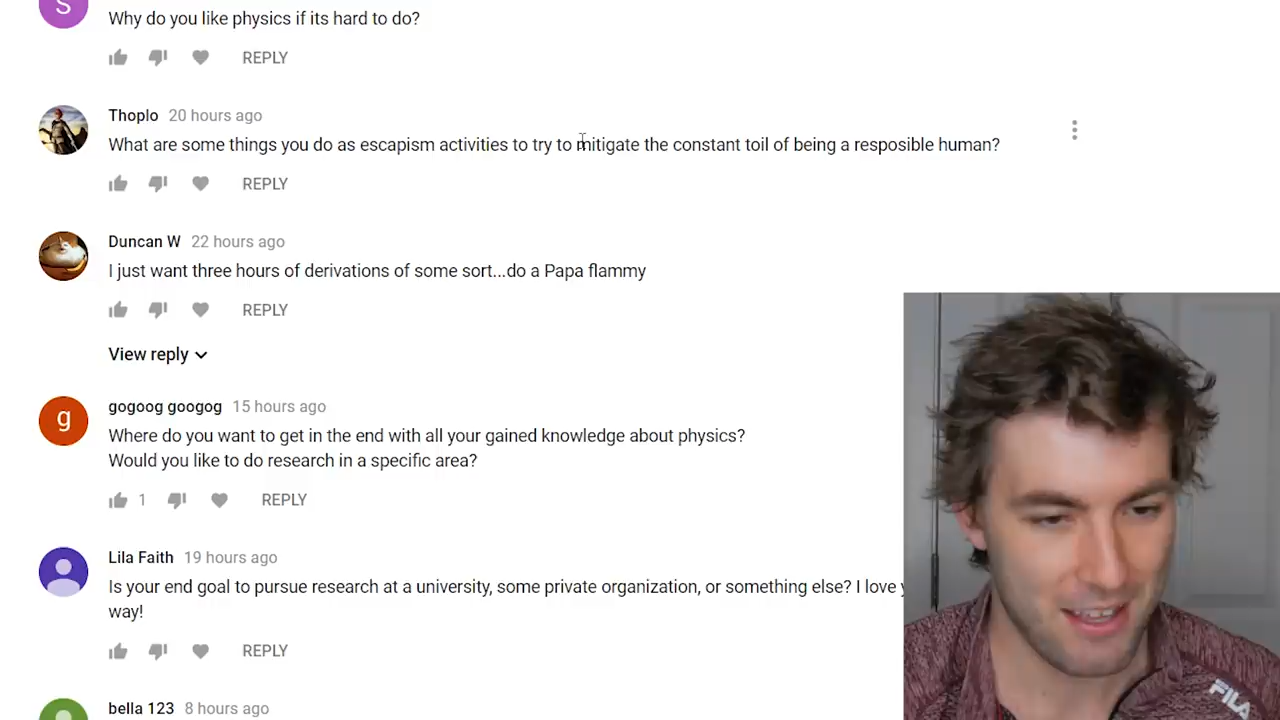 S
Why do you like physics if its hard to do?
REPLY
Thoplo 20 hours ago
What are some things you do as escapism activities to try to mitigate the constant toil of being a resposible human?
REPLY
Duncan W 22 hours ago
I just want three hours of derivations of some sort...do a Papa flammy
REPLY
View reply
g
gogoog googog 15 hours ago
Where do you want to get in the end with all your gained knowledge about physics?
Would you like to do research in a specific area?
1 REPLY
Lila Faith 19 hours ago
Is your end goal to pursue research at a university, some private organization, or something else? I love
way!
REPLY
bella 123 8 hours ago
FILA